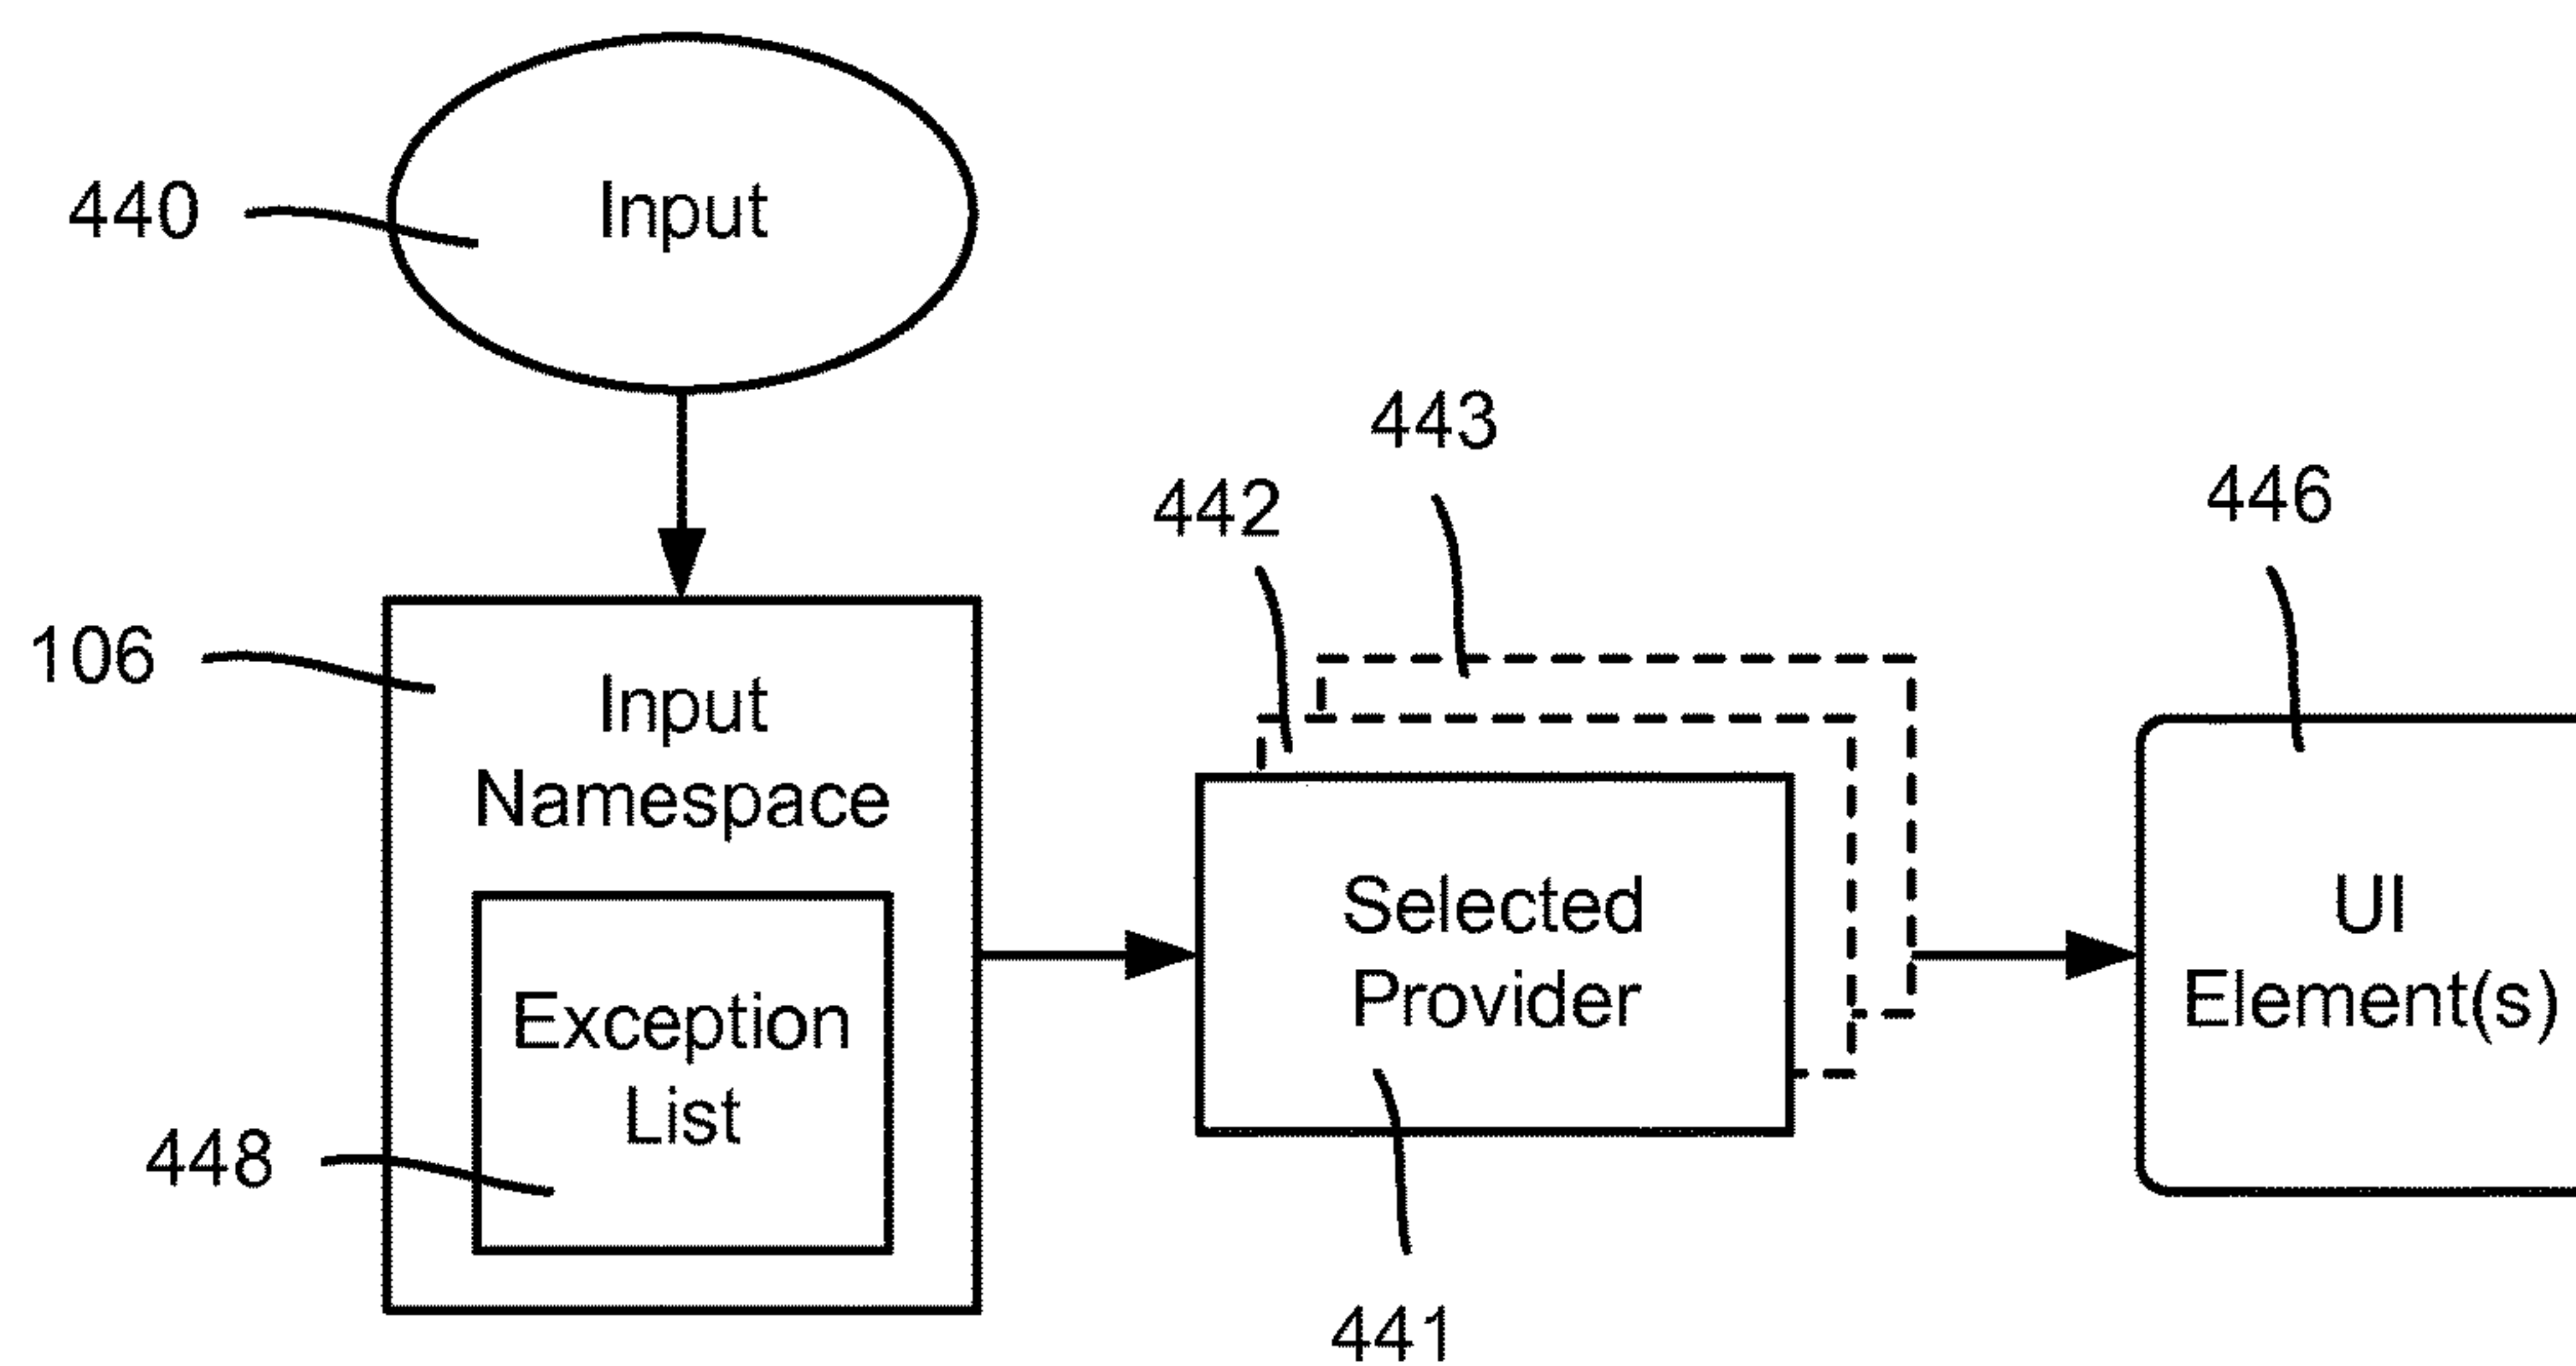 440
Input
443
442
446
106
Input
Namespace
Selected
Provider
UI
Element(s)
Exception
List
448
441